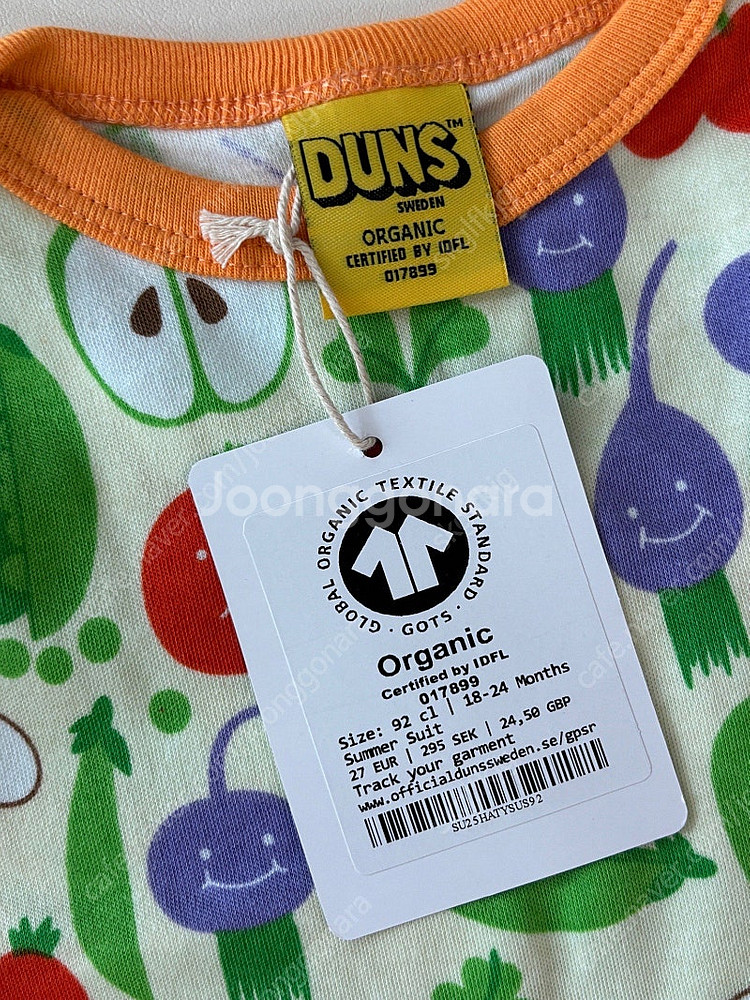 DUNS™
SWEDEN
ORGANIC
CERTIFIED BY IDFL
017899
Joonggonara
GLOBAL ORGANIC TEXTILE STANDARD · GOTS ·
Organic
Certified by IDFL
017899
Size: 92 cl | 18-24 Months
Summer Suit
27 EUR | 295 SEK | 24,50 GBP
Track your garment
www.officialdunssweden.se/gpsr
SU25HATYSUS92